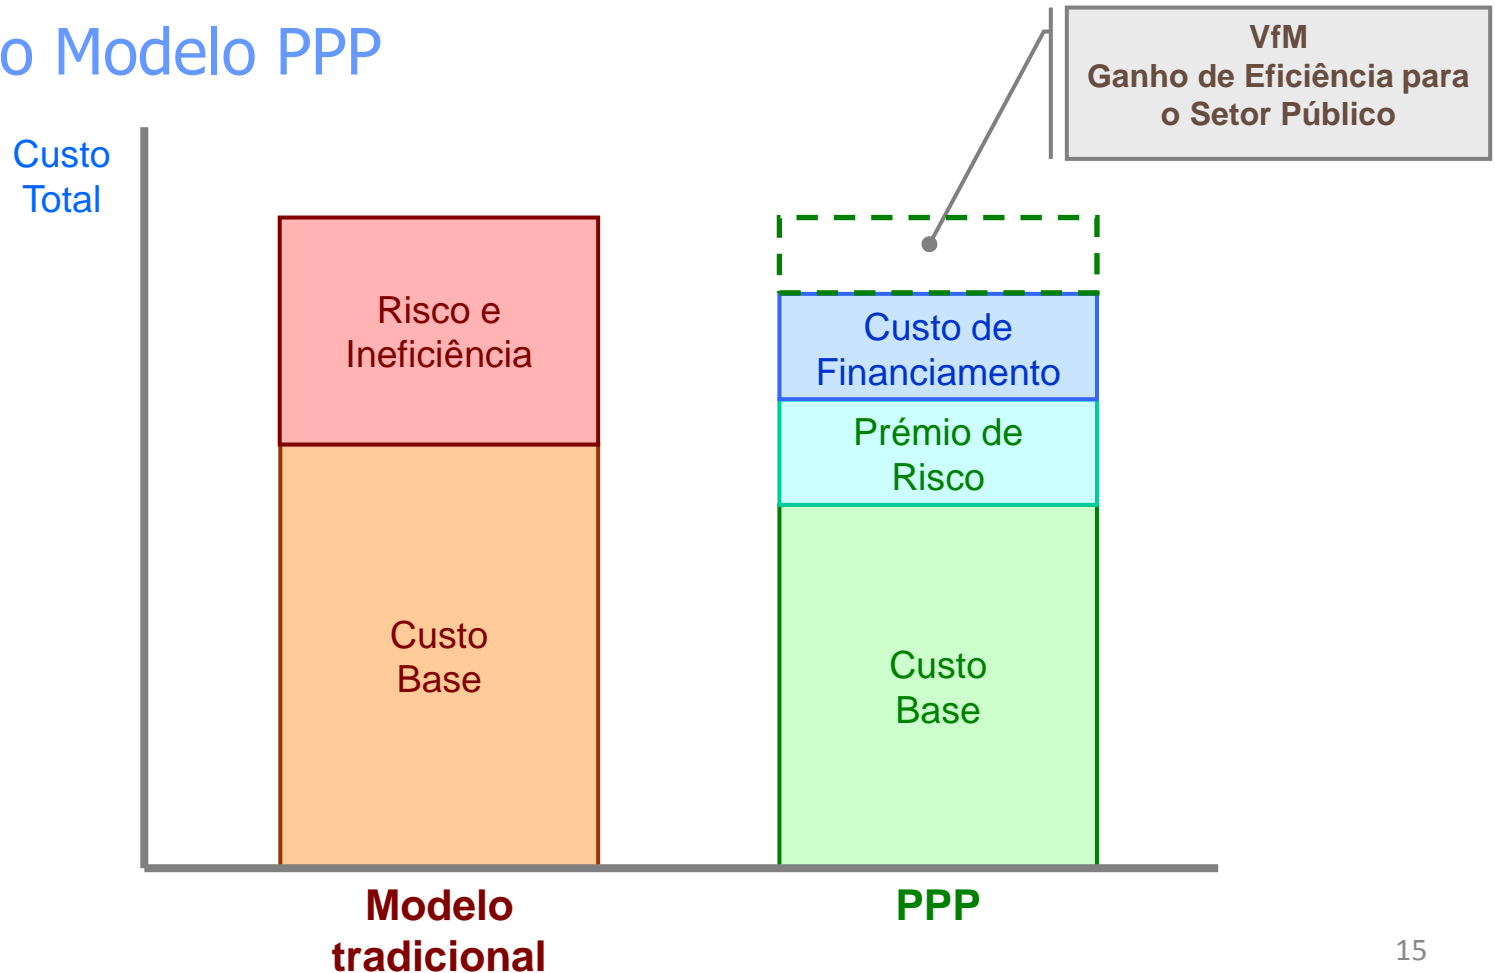 o Modelo PPP
VfM
Ganho de Eficiência para
o Setor Público
Custo
Total
Risco e
Ineficiência
Custo
Base
Custo de
Financiamento
Prémio de
Risco
Custo
Base
Modelo
tradicional
PPP
15